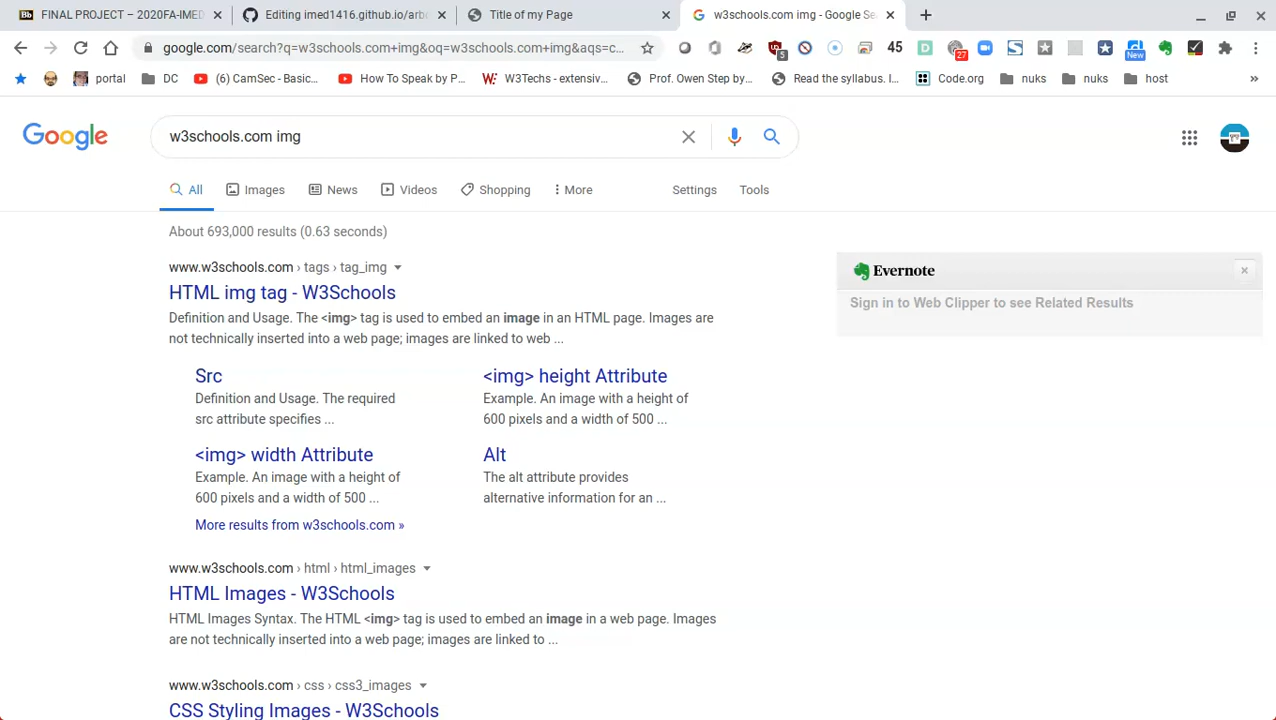 FINAL PROJECT – 2020FA-IMED
Editing imed1416.github.io/arbo
Title of my Page
w3schools.com img - Google Se
google.com/search?q=w3schools.com+img&oq=w3schools.com+img&aqs=c...
5
45
27
New
portal
DC
(6) CamSec - Basic...
How To Speak by P...
W3Techs - extensiv...
Prof. Owen Step by...
Read the syllabus. I...
Code.org
nuks
nuks
host
»
Google
w3schools.com img
All
Images
News
Videos
Shopping
More
Settings
Tools
About 693,000 results (0.63 seconds)
www.w3schools.com › tags › tag_img
HTML img tag - W3Schools
Definition and Usage. The <img> tag is used to embed an image in an HTML page. Images are
not technically inserted into a web page; images are linked to web ...
Src
Definition and Usage. The required
src attribute specifies ...
<img> height Attribute
Example. An image with a height of
600 pixels and a width of 500 ...
<img> width Attribute
Example. An image with a height of
600 pixels and a width of 500 ...
Alt
The alt attribute provides
alternative information for an ...
More results from w3schools.com »
www.w3schools.com › html › html_images
HTML Images - W3Schools
HTML Images Syntax. The HTML <img> tag is used to embed an image in a web page. Images
are not technically inserted into a web page; images are linked to ...
www.w3schools.com › css › css3_images
CSS Styling Images - W3Schools
Evernote
Sign in to Web Clipper to see Related Results